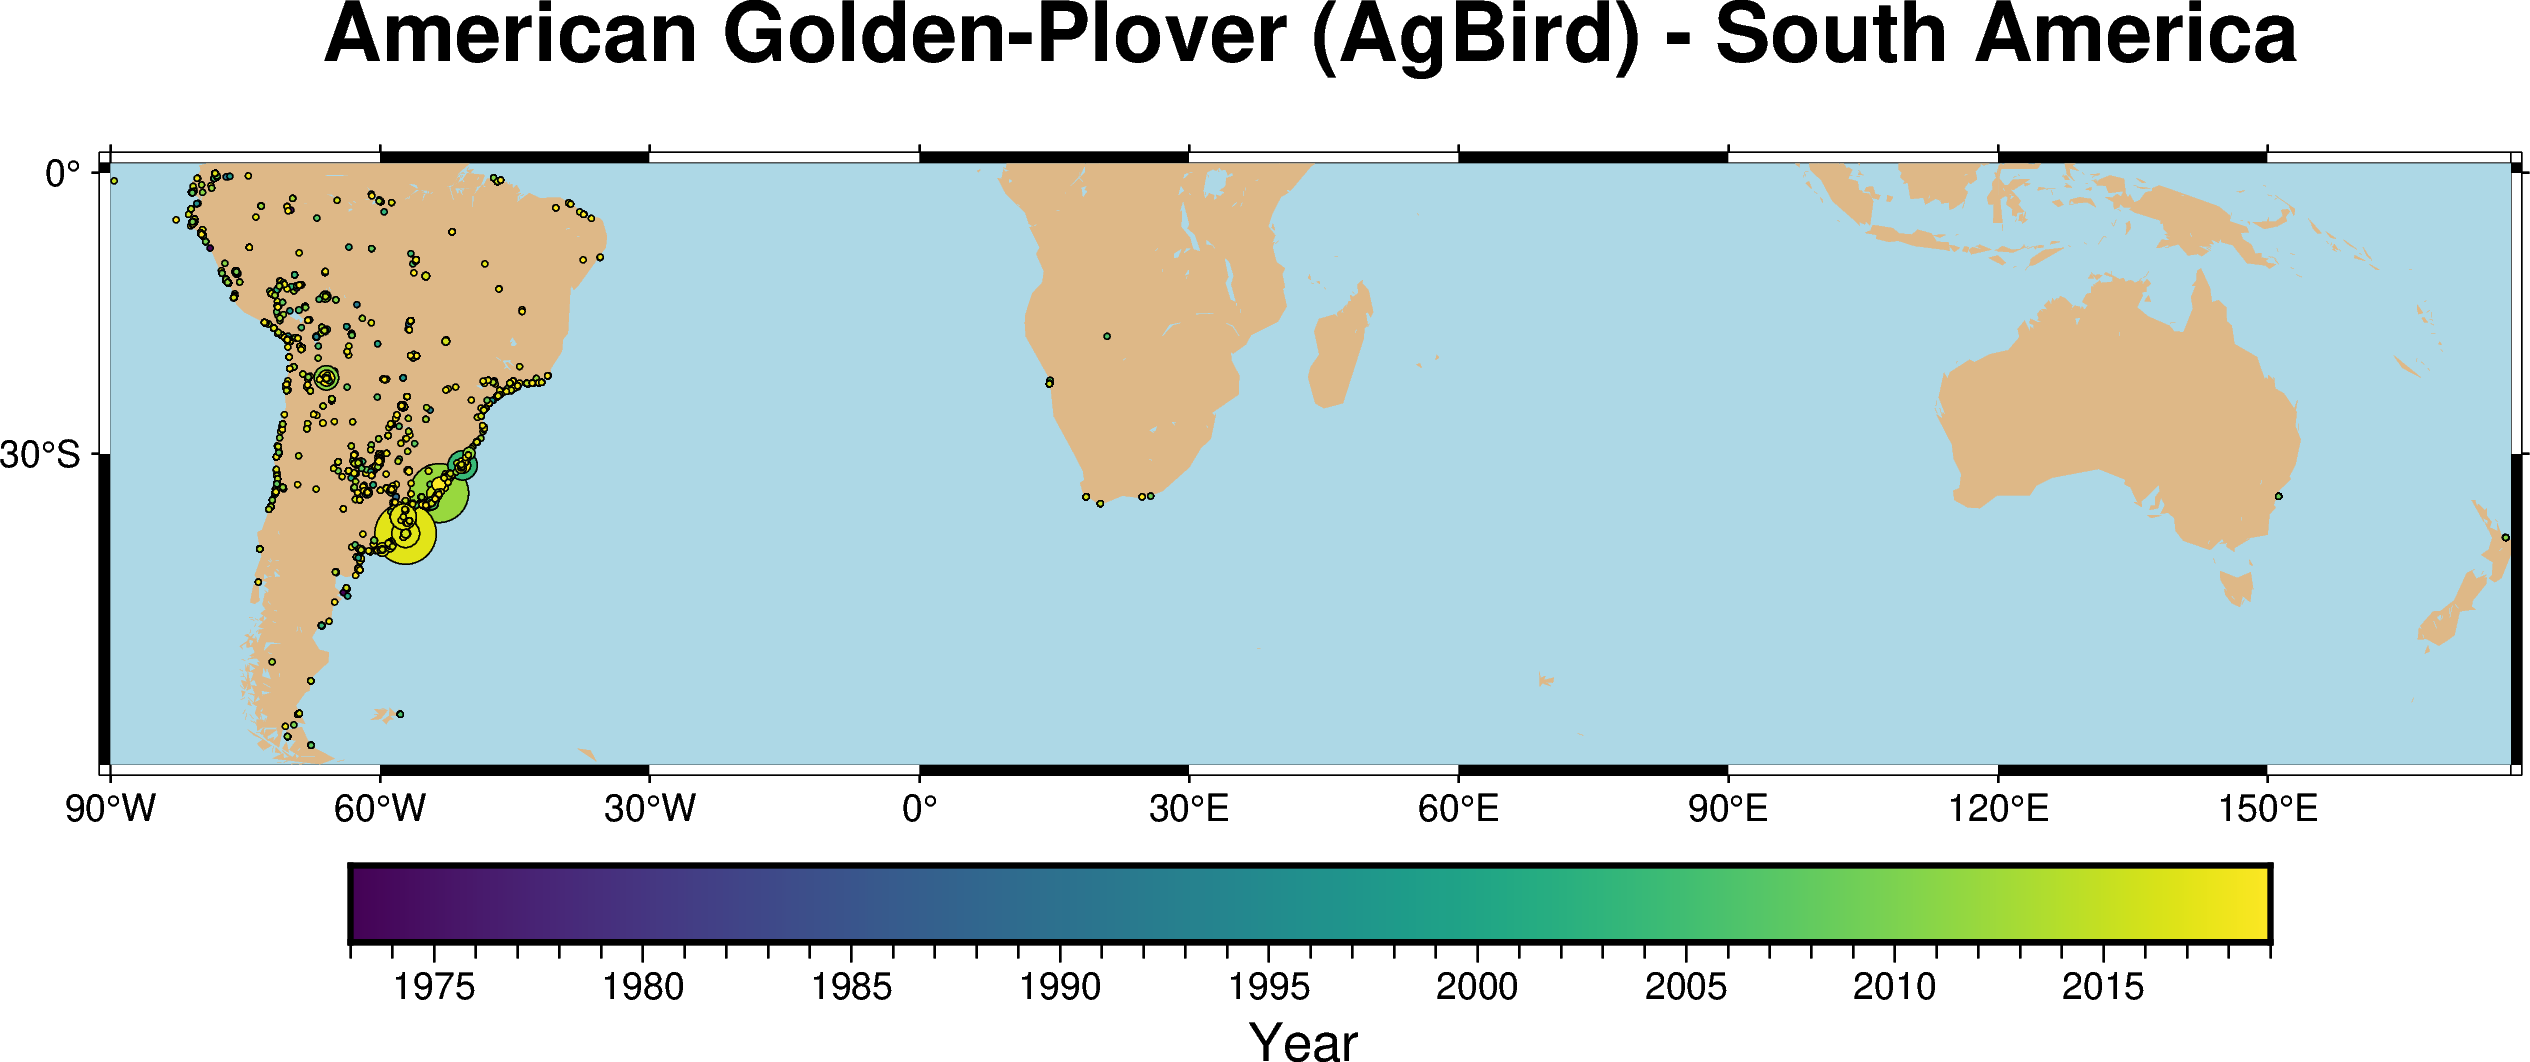 American Golden-Plover (AgBird) - South America
0°
30°S
90°W 60°W 30°W 0° 30°E 60°E 90°E 120°E 150°E
1975 1980 1985 1990 1995 2000 2005 2010 2015
Year